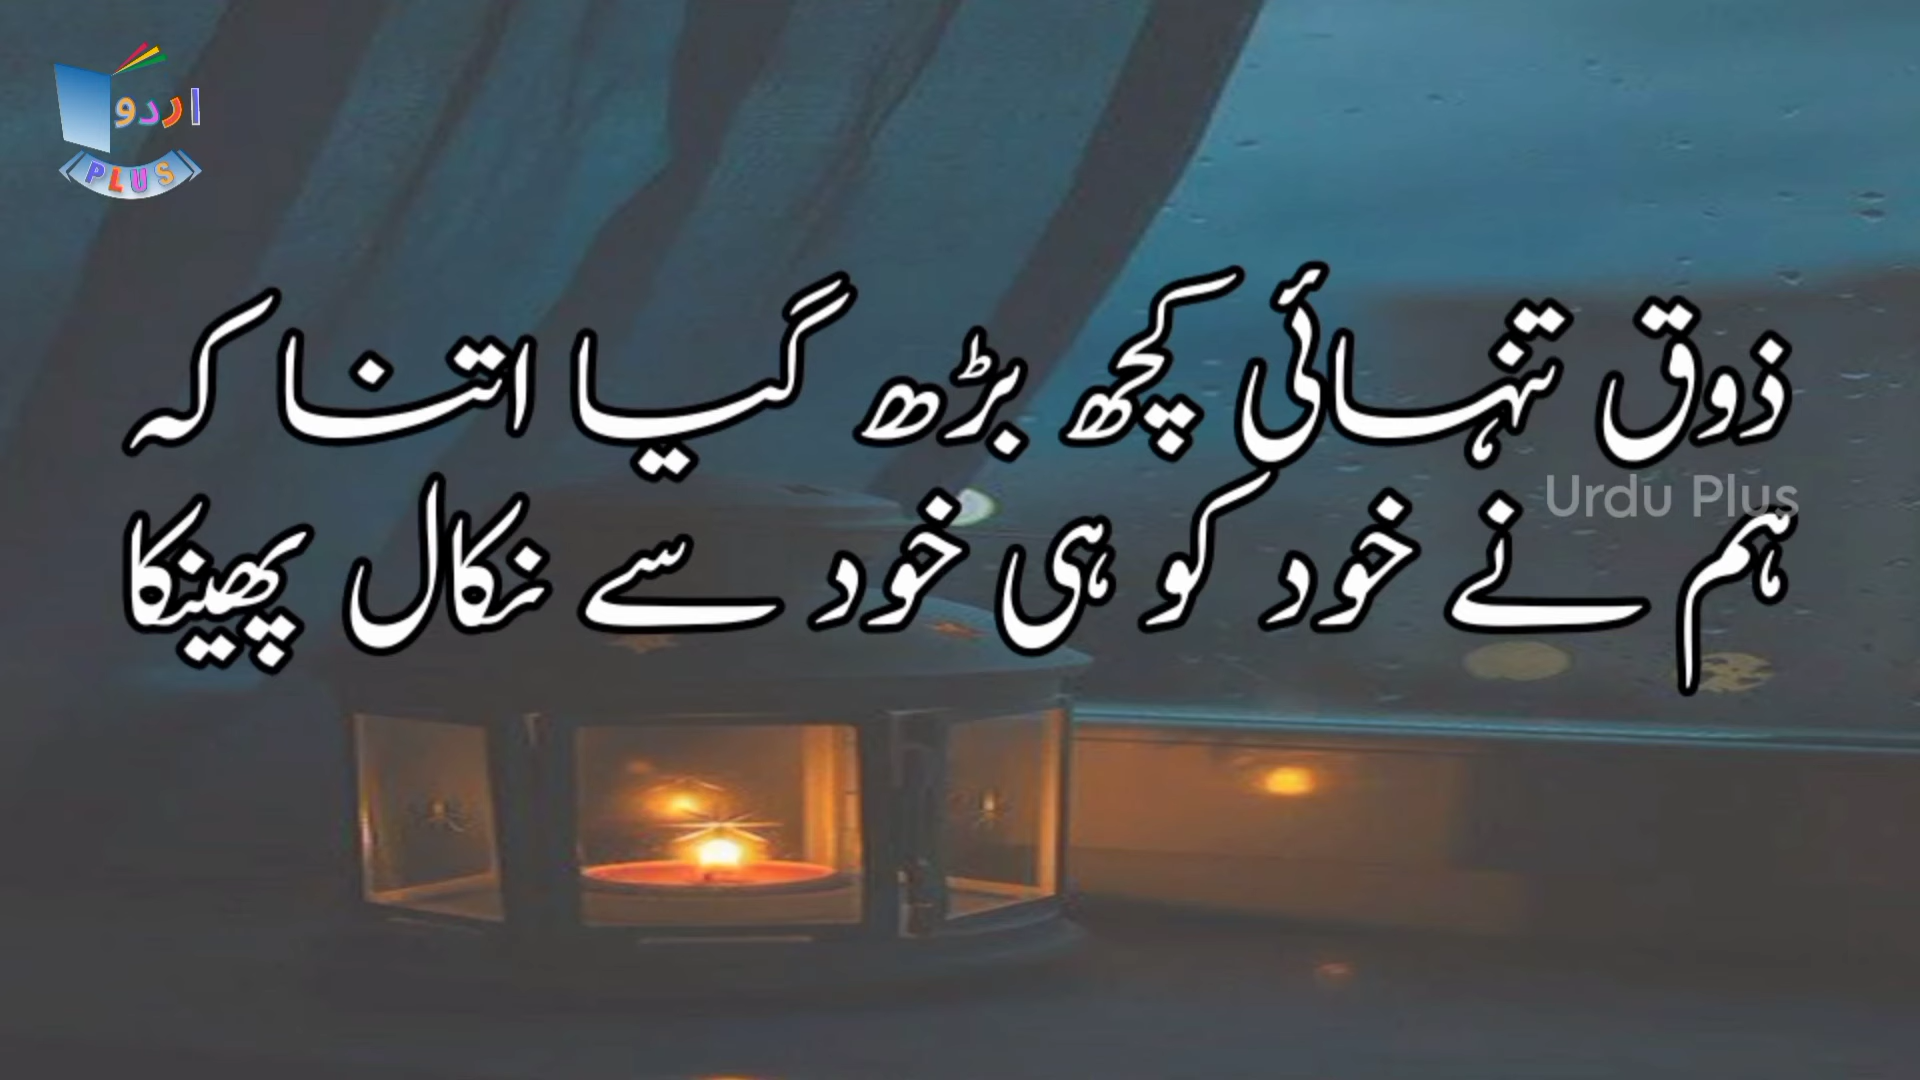 اردو
PLUS
ذوق تنہائی کچھ بڑھ گیا اتنا کہ
Urdu Plus
ہم نے خود کو ہی خود سے نکال پھینکا